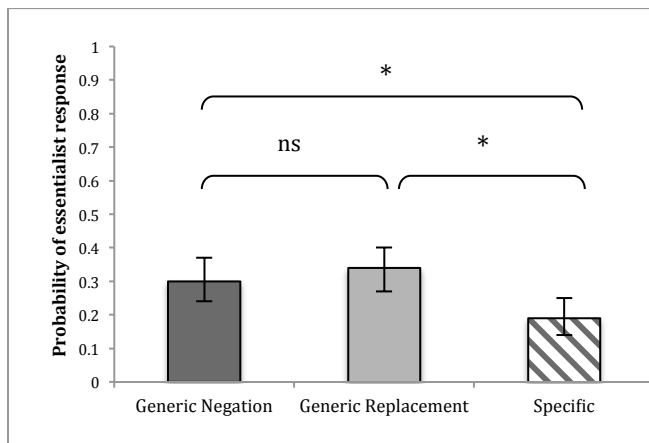 Probability of essentialist response
1
0.9
0.8
0.7
0.6
0.5
0.4
0.3
0.2
0.1
0
*
ns
*
Generic Negation
Generic Replacement
Specific